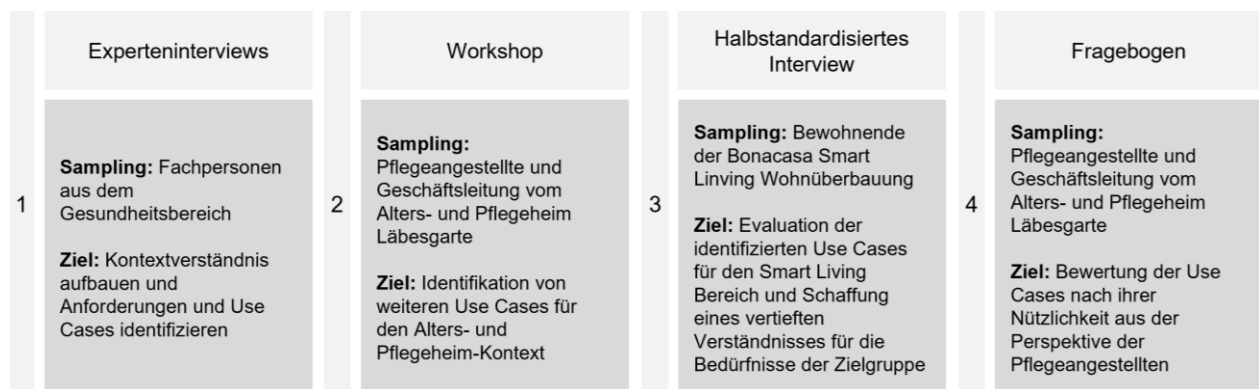 1
Experteninterviews
Sampling: Fachpersonen
aus dem
Gesundheitsbereich
Ziel: Kontextverständnis
aufbauen und
Anforderungen und Use
Cases identifizieren
2
Workshop
Sampling:
Pflegeangestellte und
Geschäftsleitung vom
Alters- und Pflegeheim
Läbesgarte
Ziel: Identifikation von
weiteren Use Cases für
den Alters- und
Pflegeheim-Kontext
3
Halbstandardisiertes
Interview
Sampling: Bewohnende
der Bonacasa Smart
Linving Wohnüberbauung
Ziel: Evaluation der
identifizierten Use Cases
für den Smart Living
Bereich und Schaffung
eines vertieften
Verständnisses für die
Bedürfnisse der Zielgruppe
4
Fragebogen
Sampling:
Pflegeangestellte und
Geschäftsleitung vom
Alters- und Pflegeheim
Läbesgarte
Ziel: Bewertung der Use
Cases nach ihrer
Nützlichkeit aus der
Perspektive der
Pflegeangestellten